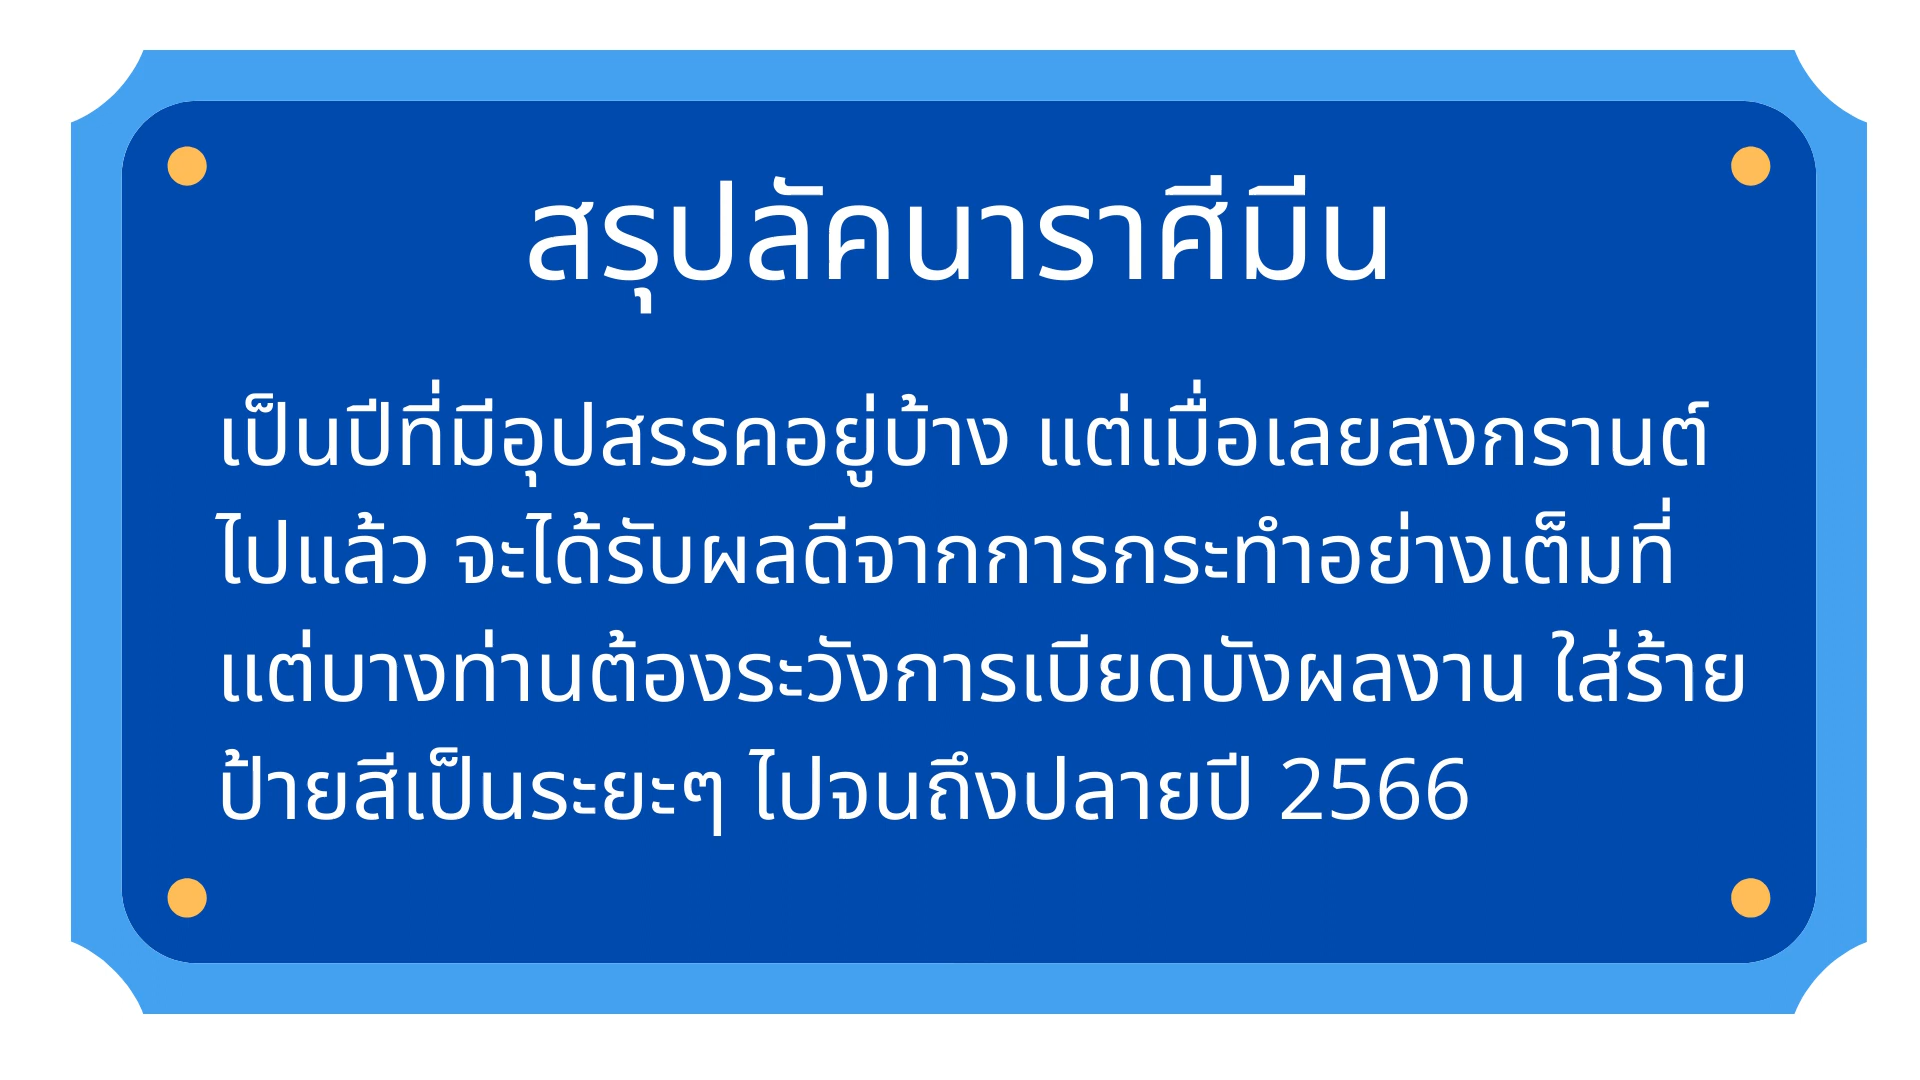 สรุปลัคนาราศีมีน
เป็นปีที่มีอุปสรรคอยู่บ้าง แต่เมื่อเลยสงกรานต์
ไปแล้ว จะได้รับผลดีจากการกระทำอย่างเต็มที่
แต่บางท่านต้องระวังการเบียดบังผลงาน ใส่ร้าย
ป้ายสีเป็นระยะๆ ไปจนถึงปลายปี 2566